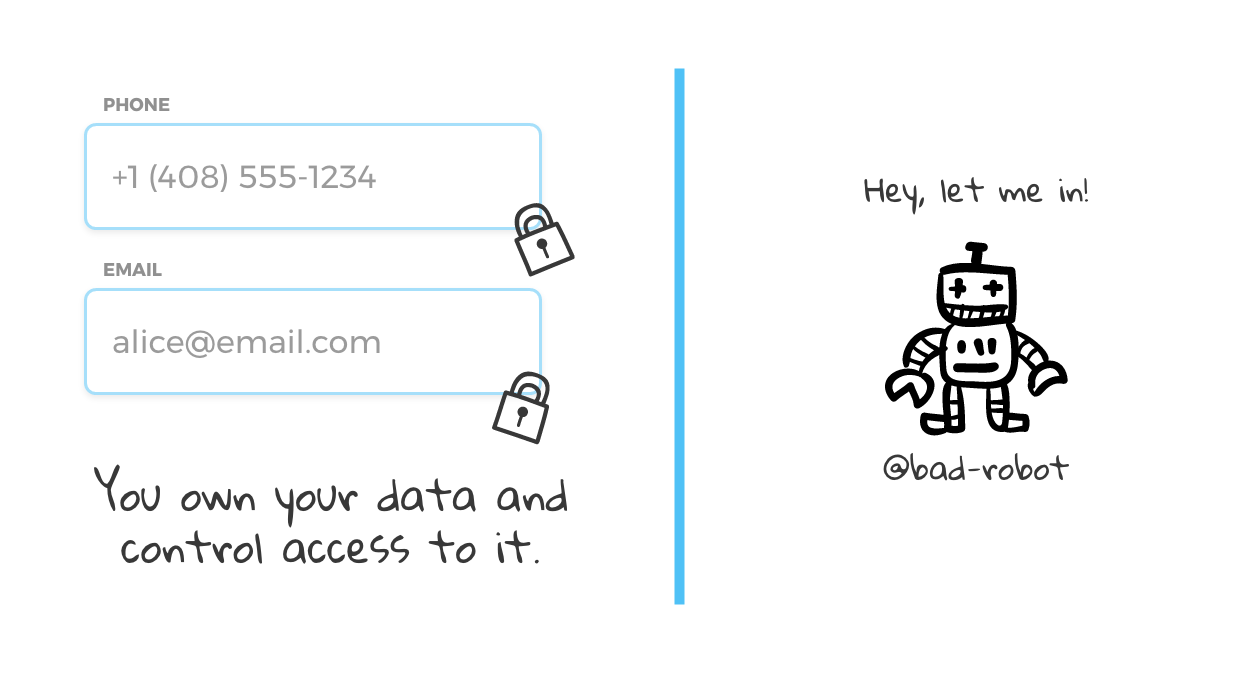 PHONE
+1 (408) 555-1234
EMAIL
alice@email.com
You own your data and
control access to it.
Hey, let me in!
@bad-robot